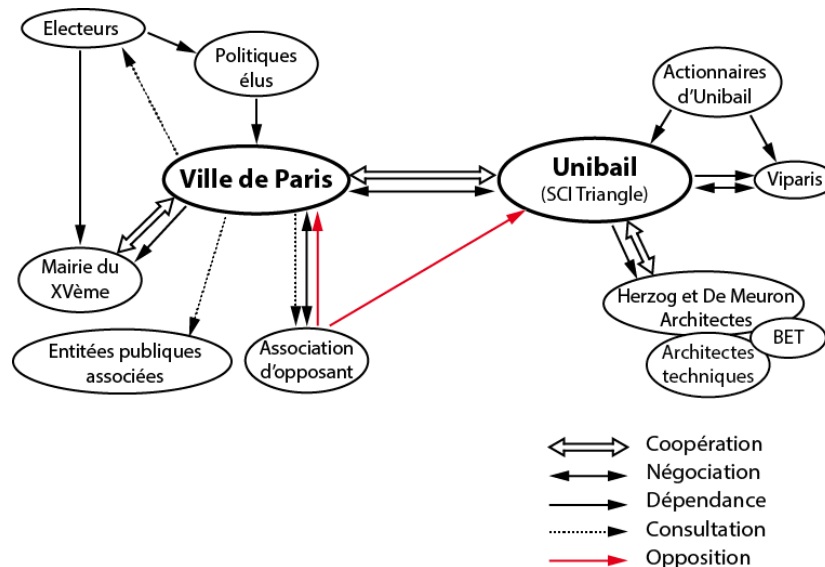 Electeurs
Politiques
élus
Actionnaires
d'Unibail
Ville de Paris
Unibail
(SCI Triangle)
Viparis
Mairie du
XVème
Herzog et De Meuron
Architectes
BET
Entitées publiques
associées
Association
d'opposant
Architectes
techniques
Coopération
Négociation
Dépendance
Consultation
Opposition